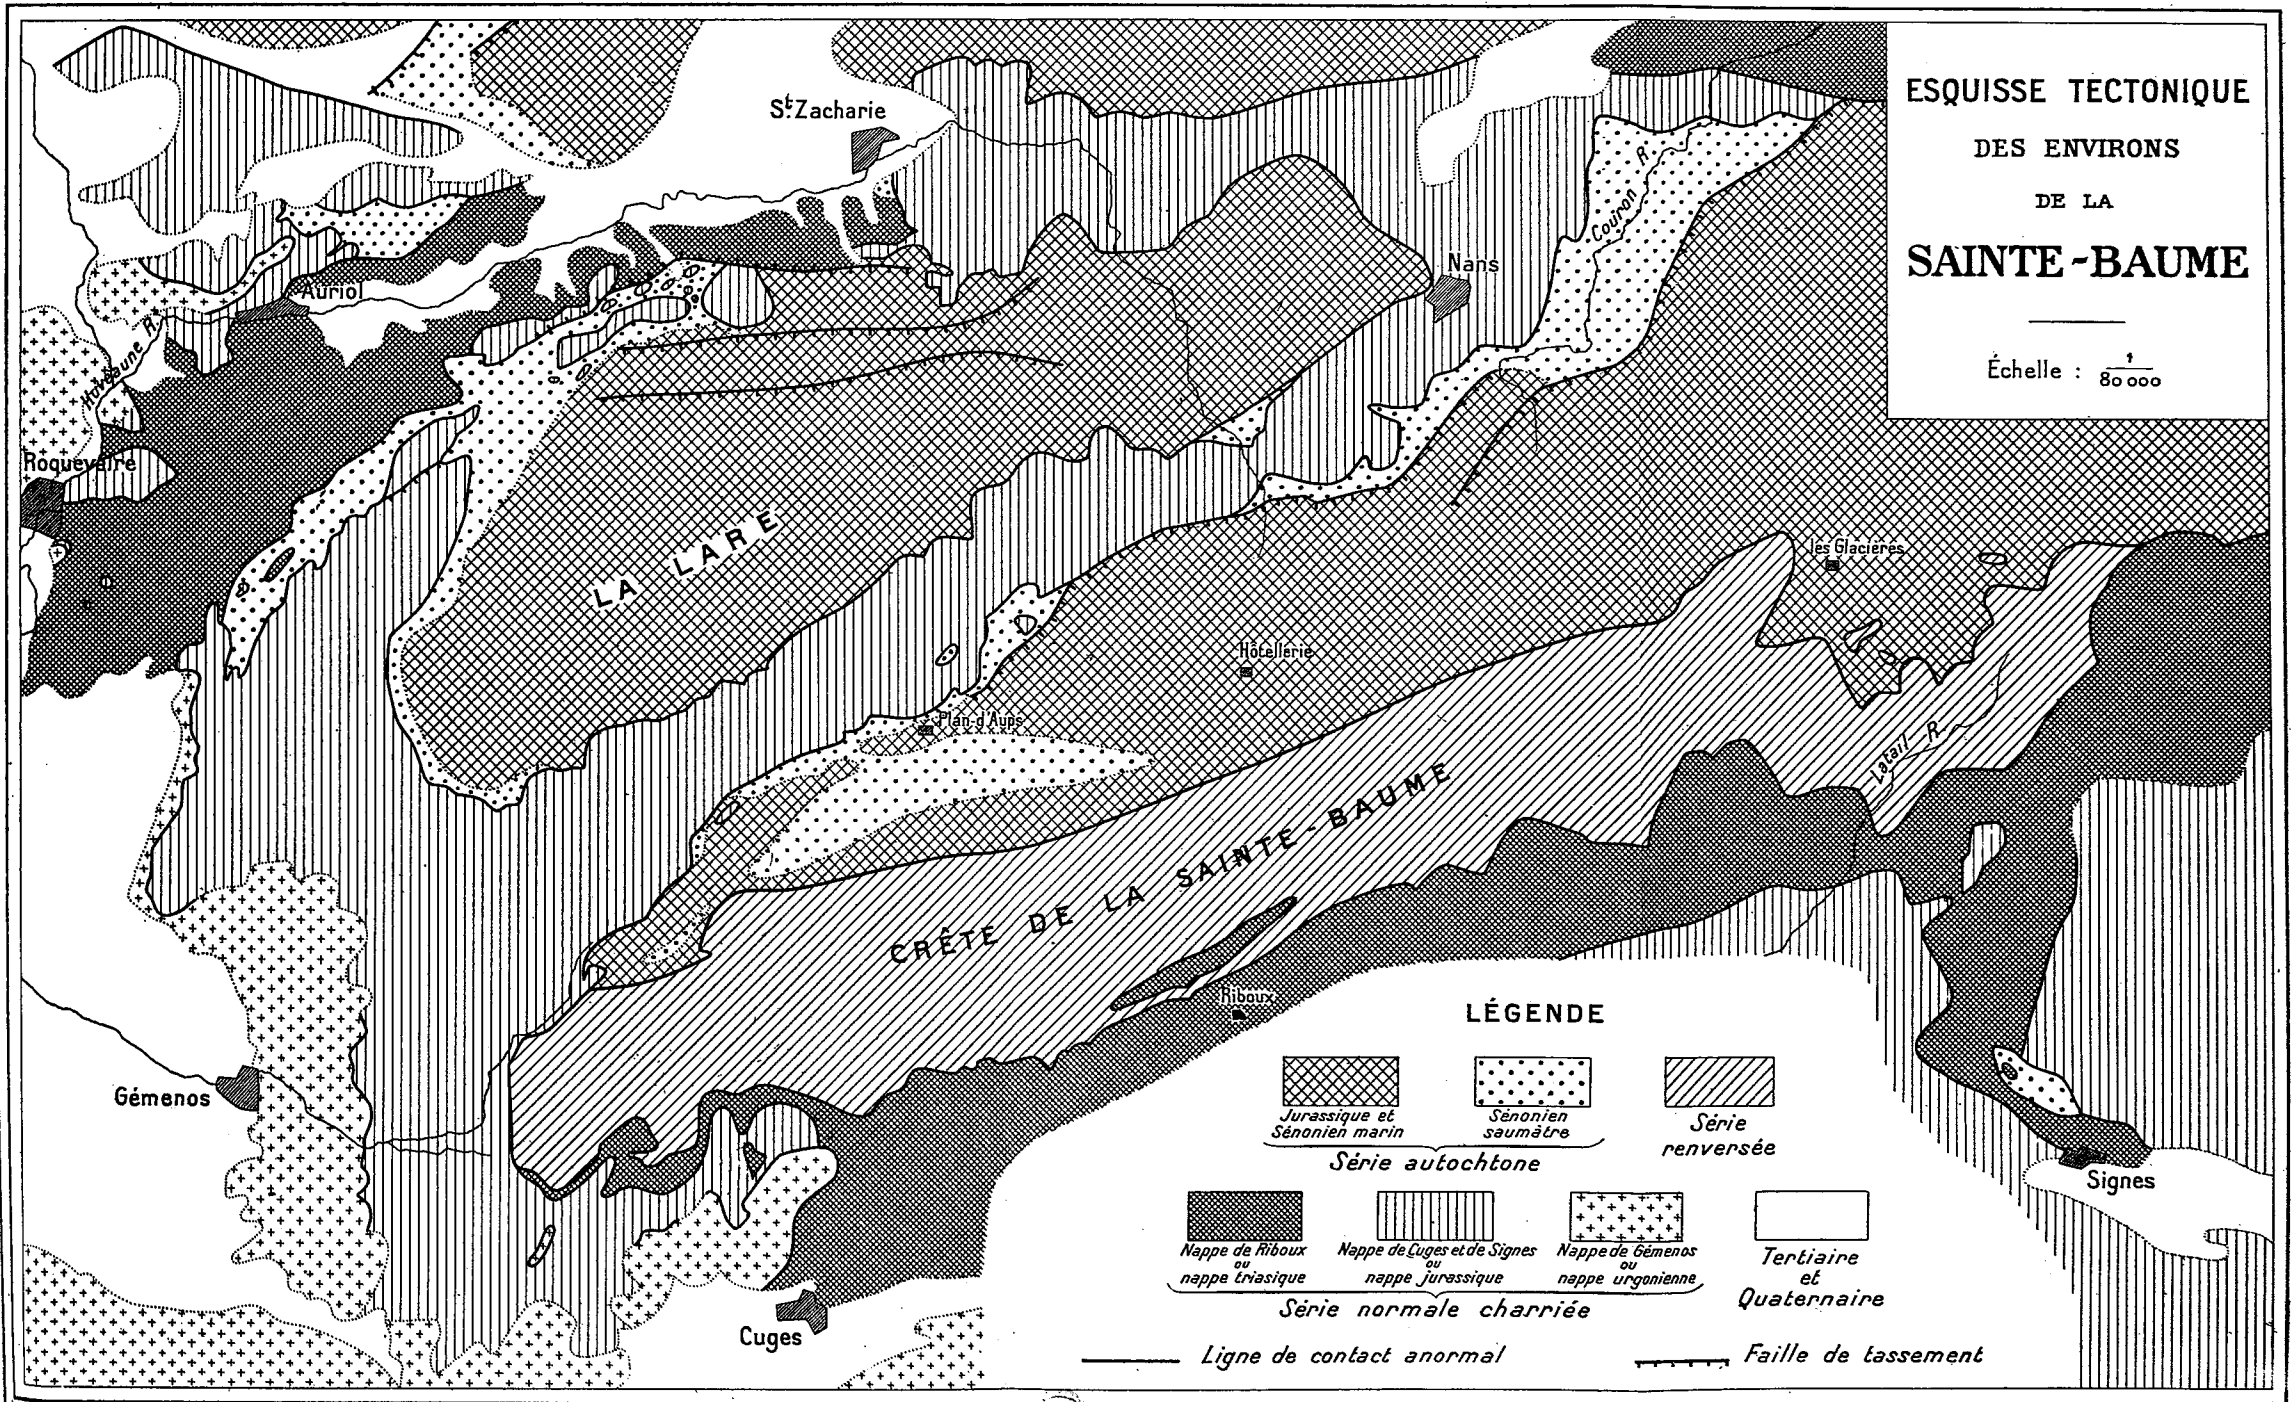 ESQUISSE TECTONIQUE
DES ENVIRONS
DE LA
SAINTE-BAUME
Échelle : 1/80 000
St. Zacharie
Couiron R.
Nans
Auriol
Huveaune R.
Roquevaire
LA LARE
les Glacières
Hôtellerie
Plan-d'Aups
Latail R.
CRÊTE DE LA SAINTE-BAUME
Riboux
Gémenos
Signes
Cuges
LÉGENDE
Jurassique et
Sénonien marin
Sénonien
saumâtre
Série autochtone
Série
renversée
Nappe de Riboux
ou
nappe triasique
Nappe de Cuges et de Signes
ou
nappe jurassique
Nappe de Gémenos
ou
nappe urgonienne
Série normale charriée
Tertiaire
et
Quaternaire
Ligne de contact anormal
Faille de tassement